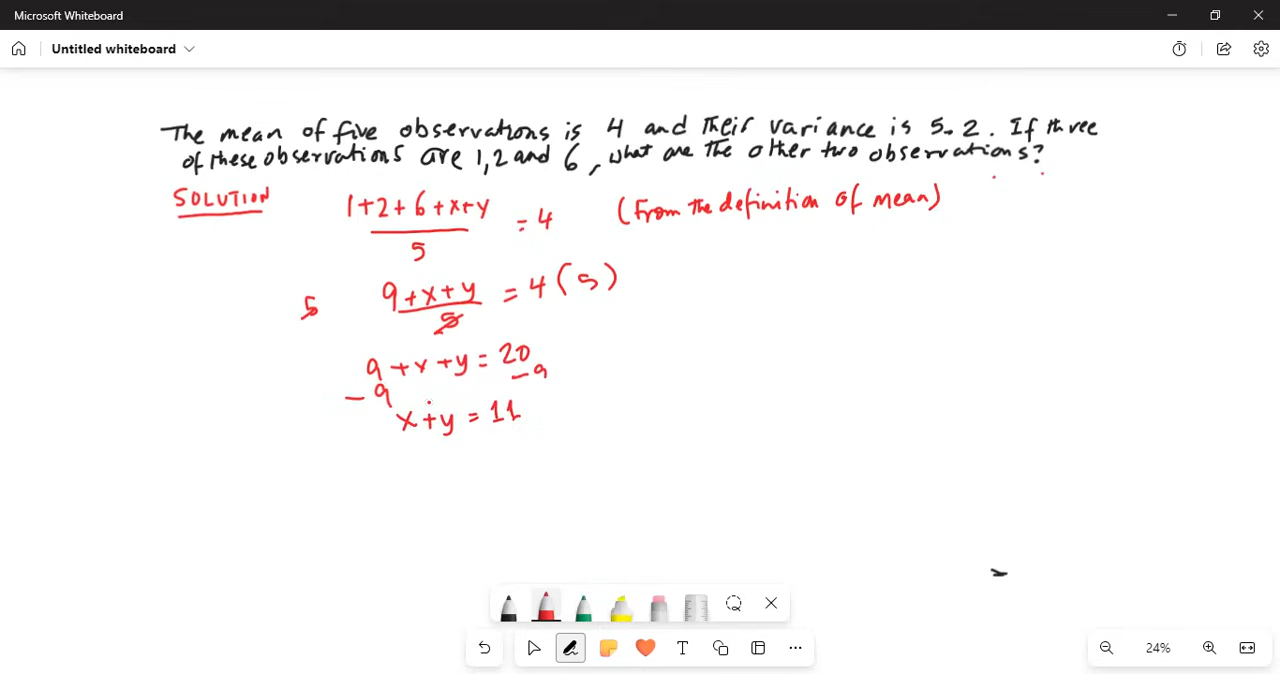 Microsoft Whiteboard
Untitled whiteboard
The mean of five observations is 4 and their variance is 5.2. If three
of these observations are 1,2 and 6, what are the other two observations?
SOLUTION
1+2+6+x+y
5
= 4
(From the definition of mean)
5
9+x+y
5
= 4(5)
9+x+y = 20
-9
-9
x+y = 11
T
24%